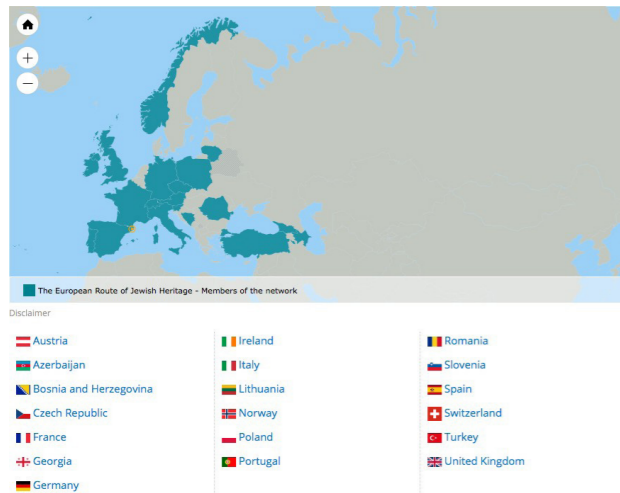 The European Route of Jewish Heritage - Members of the network
Disclaimer
Austria
Azerbaijan
Bosnia and Herzegovina
Czech Republic
France
Georgia
Germany
Ireland
Italy
Lithuania
Norway
Poland
Portugal
Romania
Slovenia
Spain
Switzerland
Turkey
United Kingdom